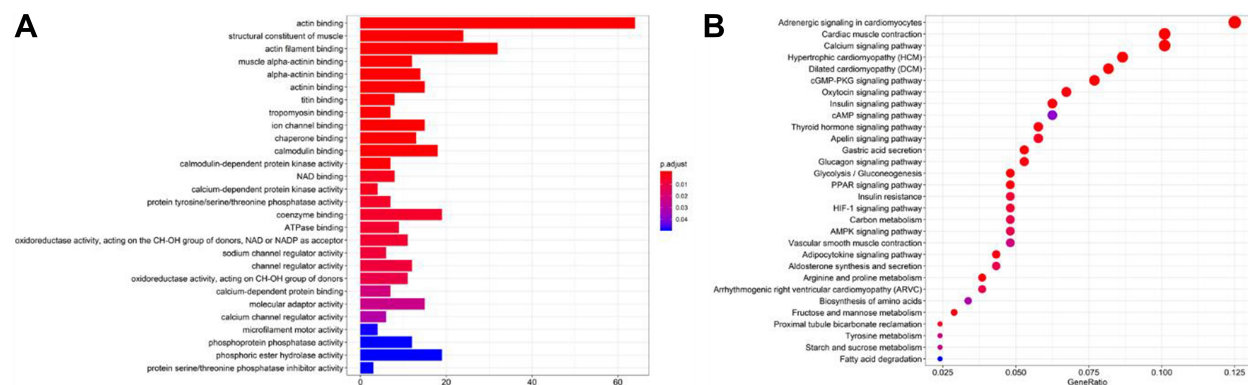 A
actin binding
structural constituent of muscle
actin filament binding
muscle alpha-actinin binding
alpha-actinin binding
actinin binding
titin binding
tropomyosin binding
ion channel binding
chaperone binding
calmodulin binding
calmodulin-dependent protein kinase activity
NAD binding
calcium-dependent protein kinase activity
protein tyrosine/serine/threonine phosphatase activity
coenzyme binding
ATPase binding
oxidoreductase activity, acting on the CH-OH group of donors, NAD or NADP as acceptor
sodium channel regulator activity
channel regulator activity
oxidoreductase activity, acting on CH-OH group of donors
calcium-dependent protein binding
molecular adaptor activity
calcium channel regulator activity
microfilament motor activity
phosphoprotein phosphatase activity
phosphoric ester hydrolase activity
protein serine/threonine phosphatase inhibitor activity
0 20 40 60
p.adjust
0.01
0.02
0.03
0.04
B
Adrenergic signaling in cardiomyocytes
Cardiac muscle contraction
Calcium signaling pathway
Hypertrophic cardiomyopathy (HCM)
Dilated cardiomyopathy (DCM)
cGMP-PKG signaling pathway
Oxytocin signaling pathway
Insulin signaling pathway
cAMP signaling pathway
Thyroid hormone signaling pathway
Apelin signaling pathway
Gastric acid secretion
Glucagon signaling pathway
Glycolysis / Gluconeogenesis
PPAR signaling pathway
Insulin resistance
HIF-1 signaling pathway
Carbon metabolism
AMPK signaling pathway
Vascular smooth muscle contraction
Adipocytokine signaling pathway
Aldosterone synthesis and secretion
Arginine and proline metabolism
Arrhythmogenic right ventricular cardiomyopathy (ARVC)
Biosynthesis of amino acids
Fructose and mannose metabolism
Proximal tubule bicarbonate reclamation
Tyrosine metabolism
Starch and sucrose metabolism
Fatty acid degradation
0.025 0.050 0.075 0.100 0.125
GeneRatio